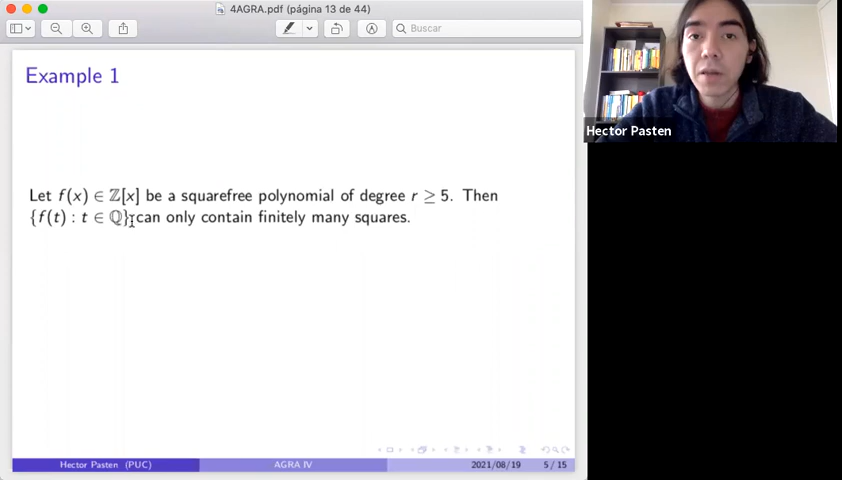 4AGRA.pdf (página 13 de 44)
Buscar
Example 1
Let f(x) ∈ ℤ[x] be a squarefree polynomial of degree r ≥ 5. Then
{f(t) : t ∈ ℚ} can only contain finitely many squares.
Hector Pasten (PUC) AGRA IV 2021/08/19 5 / 15
Hector Pasten